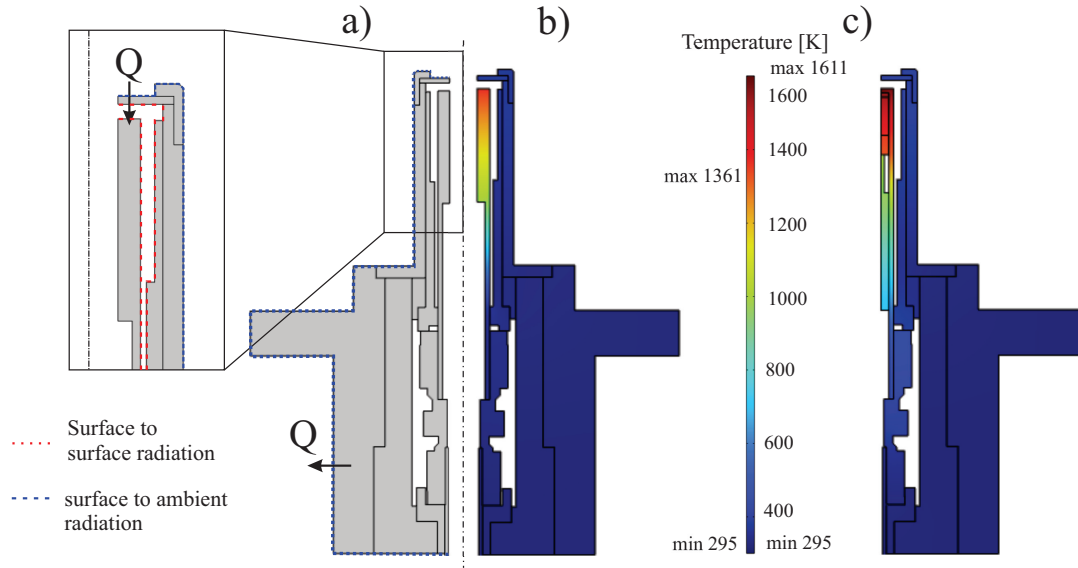 a)
b)
c)
Q
Temperature [K]
max 1611
1600
1400
max 1361
1200
1000
800
600
400
min 295
min 295
Q
Surface to
surface radiation
surface to ambient
radiation